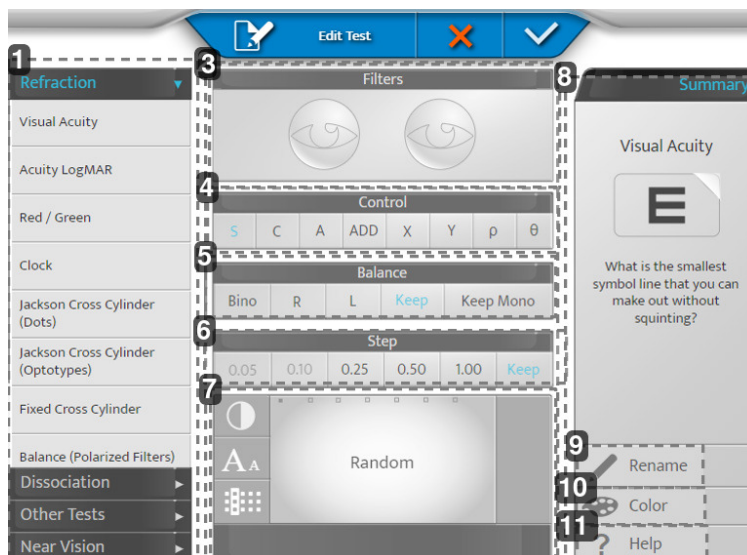 Edit Test
1
Refraction
Visual Acuity
Acuity LogMAR
Red / Green
Clock
Jackson Cross Cylinder
(Dots)
Jackson Cross Cylinder
(Optotypes)
Fixed Cross Cylinder
Balance (Polarized Filters)
Dissociation
Other Tests
Near Vision
3
Filters
4
Control
S C A ADD X Y ρ θ
5
Balance
Bino R L Keep Keep Mono
6
Step
0.05 0.10 0.25 0.50 1.00 Keep
7
A A
Random
8
Summary
Visual Acuity
E
What is the smallest
symbol line that you can
make out without
squinting?
9
Rename
10
Color
11
? Help